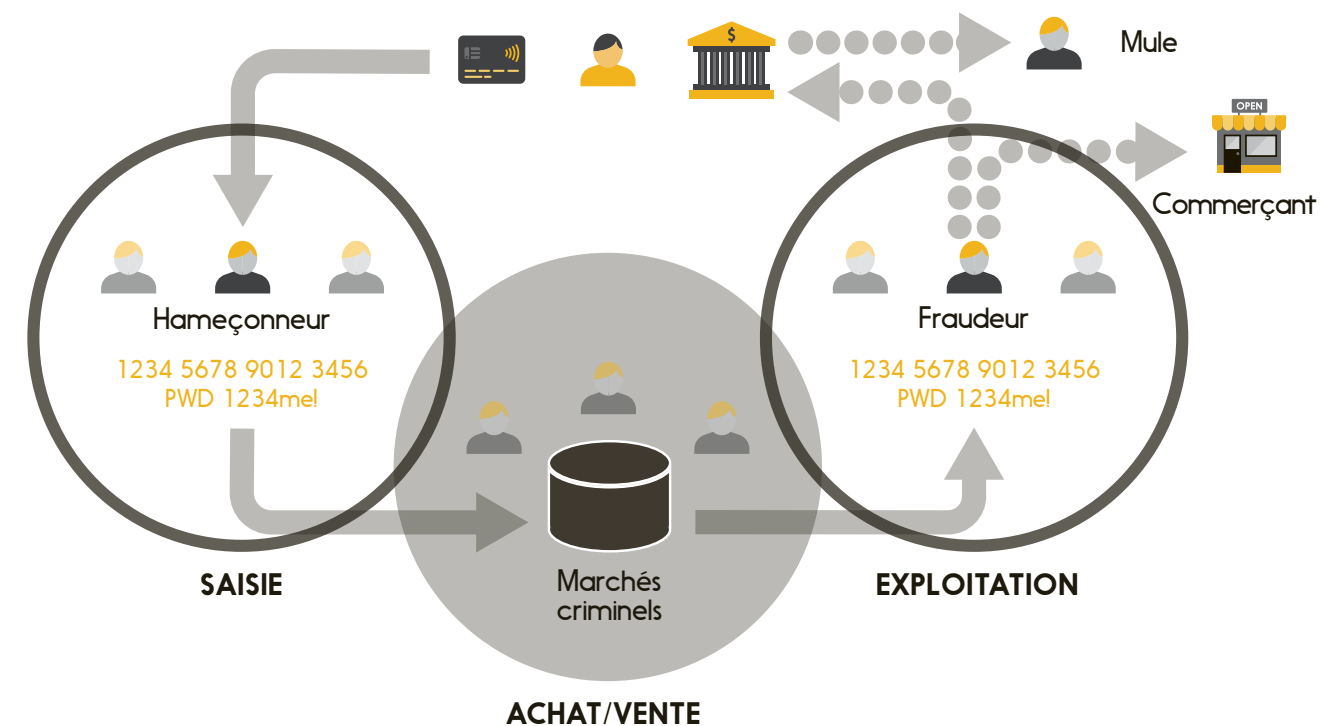 $
Mule
OPEN
Commerçant
Hameçonneur
1234 5678 9012 3456
PWD 1234me!
Fraudeur
1234 5678 9012 3456
PWD 1234me!
SAISIE
Marchés
criminels
EXPLOITATION
ACHAT/VENTE